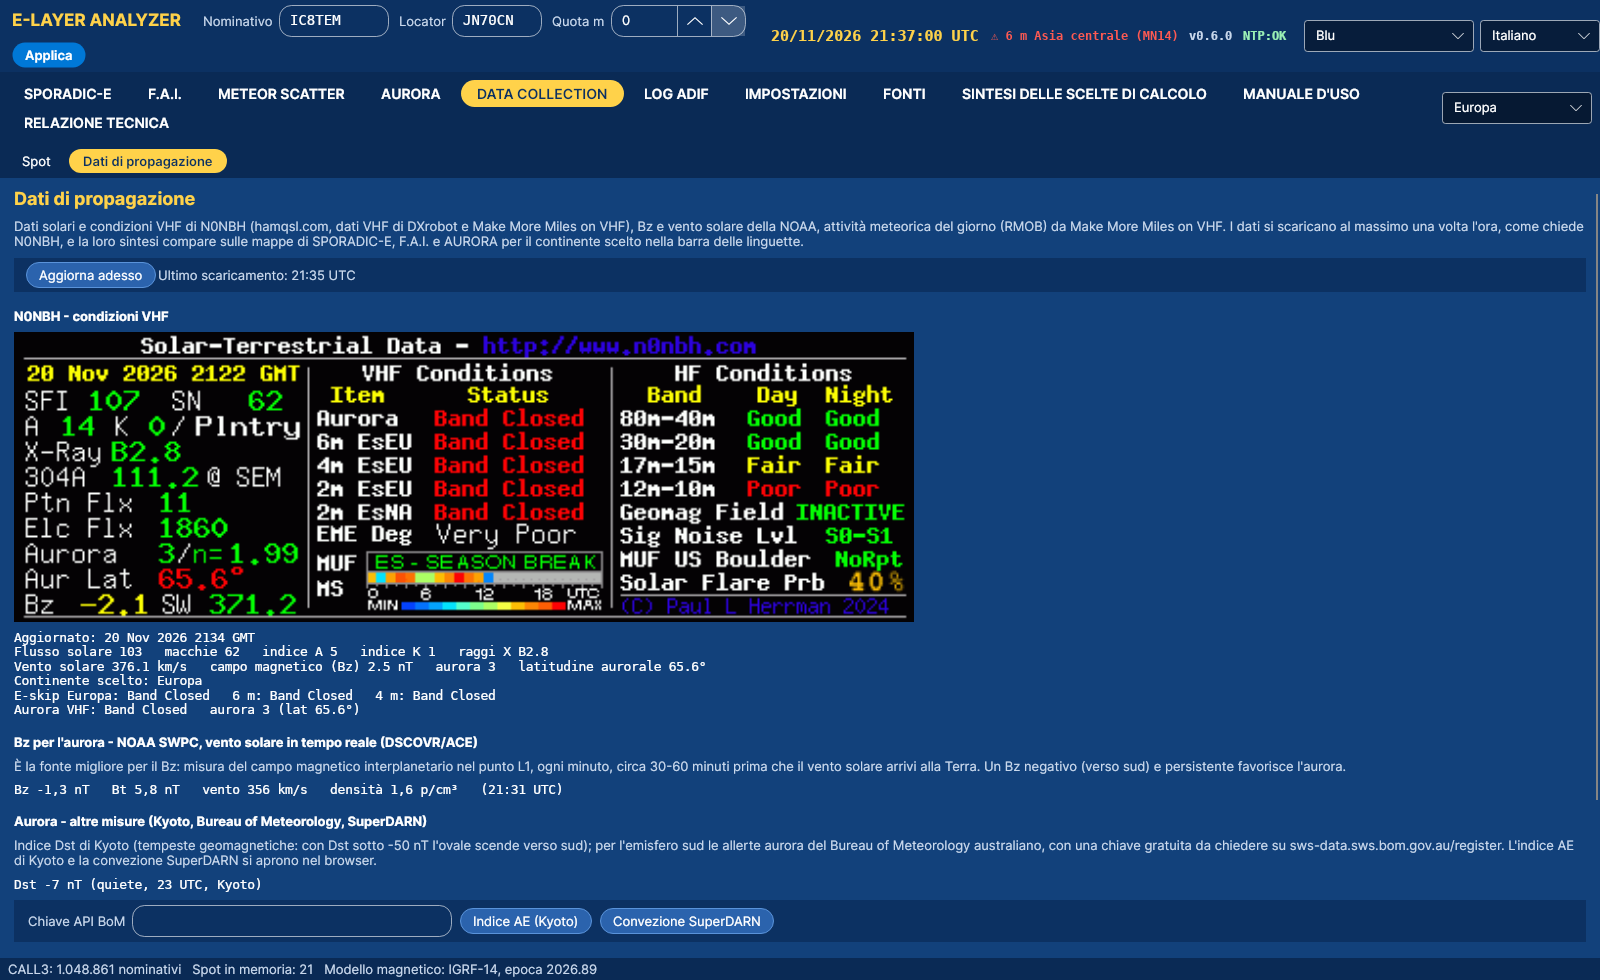 E-LAYER ANALYZER
Nominativo IC8TEM Locator JN70CN Quota m 0
20/11/2026 21:37:00 UTC ⚠ 6 m Asia centrale (MN14) v0.6.0 NTP:OK
Blu Italiano
Applica
SPORADIC-E F.A.I. METEOR SCATTER AURORA DATA COLLECTION LOG ADIF IMPOSTAZIONI FONTI SINTESI DELLE SCELTE DI CALCOLO MANUALE D'USO
RELAZIONE TECNICA
Europa
Spot Dati di propagazione
Dati di propagazione
Dati solari e condizioni VHF di N0NBH (hamqsl.com, dati VHF di DXrobot e Make More Miles on VHF), Bz e vento solare della NOAA, attività meteorica del giorno (RMOB) da Make More Miles on VHF. I dati si scaricano al massimo una volta l'ora, come chiede
N0NBH, e la loro sintesi compare sulle mappe di SPORADIC-E, F.A.I. e AURORA per il continente scelto nella barra delle linguette.
Aggiorna adesso Ultimo scaricamento: 21:35 UTC
N0NBH - condizioni VHF
Solar-Terrestrial Data - http://www.n0nbh.com
20 Nov 2026 2122 GMT
SFI 107 SN 62
A 14 K 0/Plntry
X-Ray B2.8
304A 111.2@ SEM
Ptn Flx 11
Elc Flx 1860
Aurora 3/n=1.99
Aur Lat 65.6°
Bz -2.1 SW 371.2
VHF Conditions
Item Status
Aurora Band Closed
6m EsEU Band Closed
4m EsEU Band Closed
2m EsEU Band Closed
2m EsNA Band Closed
EME Deg Very Poor
MUF ES - SEASON BREAK
MS
0 6 12 18 UTC
MIN MAX
HF Conditions
Band Day Night
80m-40m Good Good
30m-20m Good Good
17m-15m Fair Fair
12m-10m Poor Poor
Geomag Field INACTIVE
Sig Noise Lvl S0-S1
MUF US Boulder NoRpt
Solar Flare Prb 40%
(C) Paul L Herrman 2024
Aggiornato: 20 Nov 2026 2134 GMT
Flusso solare 103 macchie 62 indice A 5 indice K 1 raggi X B2.8
Vento solare 376.1 km/s campo magnetico (Bz) 2.5 nT aurora 3 latitudine aurorale 65.6°
Continente scelto: Europa
E-skip Europa: Band Closed 6 m: Band Closed 4 m: Band Closed
Aurora VHF: Band Closed aurora 3 (lat 65.6°)
Bz per l'aurora - NOAA SWPC, vento solare in tempo reale (DSCOVR/ACE)
È la fonte migliore per il Bz: misura del campo magnetico interplanetario nel punto L1, ogni minuto, circa 30-60 minuti prima che il vento solare arrivi alla Terra. Un Bz negativo (verso sud) e persistente favorisce l'aurora.
Bz -1,3 nT Bt 5,8 nT vento 356 km/s densità 1,6 p/cm³ (21:31 UTC)
Aurora - altre misure (Kyoto, Bureau of Meteorology, SuperDARN)
Indice Dst di Kyoto (tempeste geomagnetiche: con Dst sotto -50 nT l'ovale scende verso sud); per l'emisfero sud le allerte aurora del Bureau of Meteorology australiano, con una chiave gratuita da chiedere su sws-data.sws.bom.gov.au/register. L'indice AE
di Kyoto e la convezione SuperDARN si aprono nel browser.
Dst -7 nT (quiete, 23 UTC, Kyoto)
Chiave API BoM Indice AE (Kyoto) Convezione SuperDARN
CALL3: 1.048.861 nominativi Spot in memoria: 21 Modello magnetico: IGRF-14, epoca 2026.89